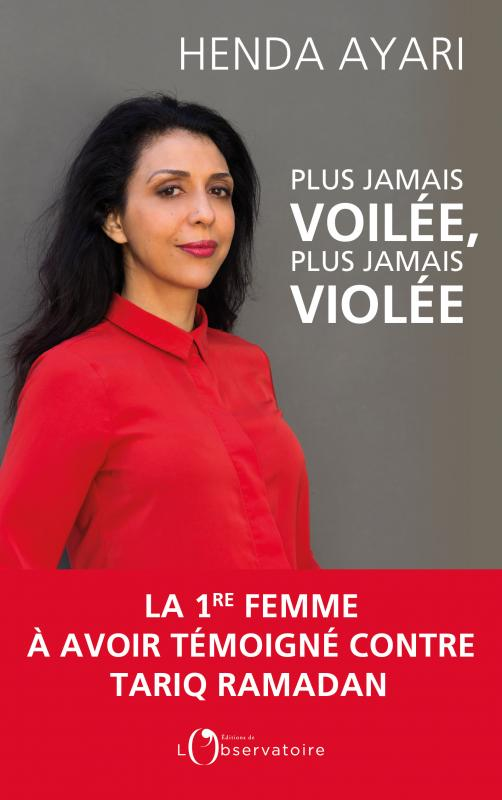 HENDA AYARI
PLUS JAMAIS
VOILÉE,
PLUS JAMAIS
VIOLÉE
LA 1RE FEMME
À AVOIR TÉMOIGNÉ CONTRE
TARIQ RAMADAN
Éditions de
L'Observatoire